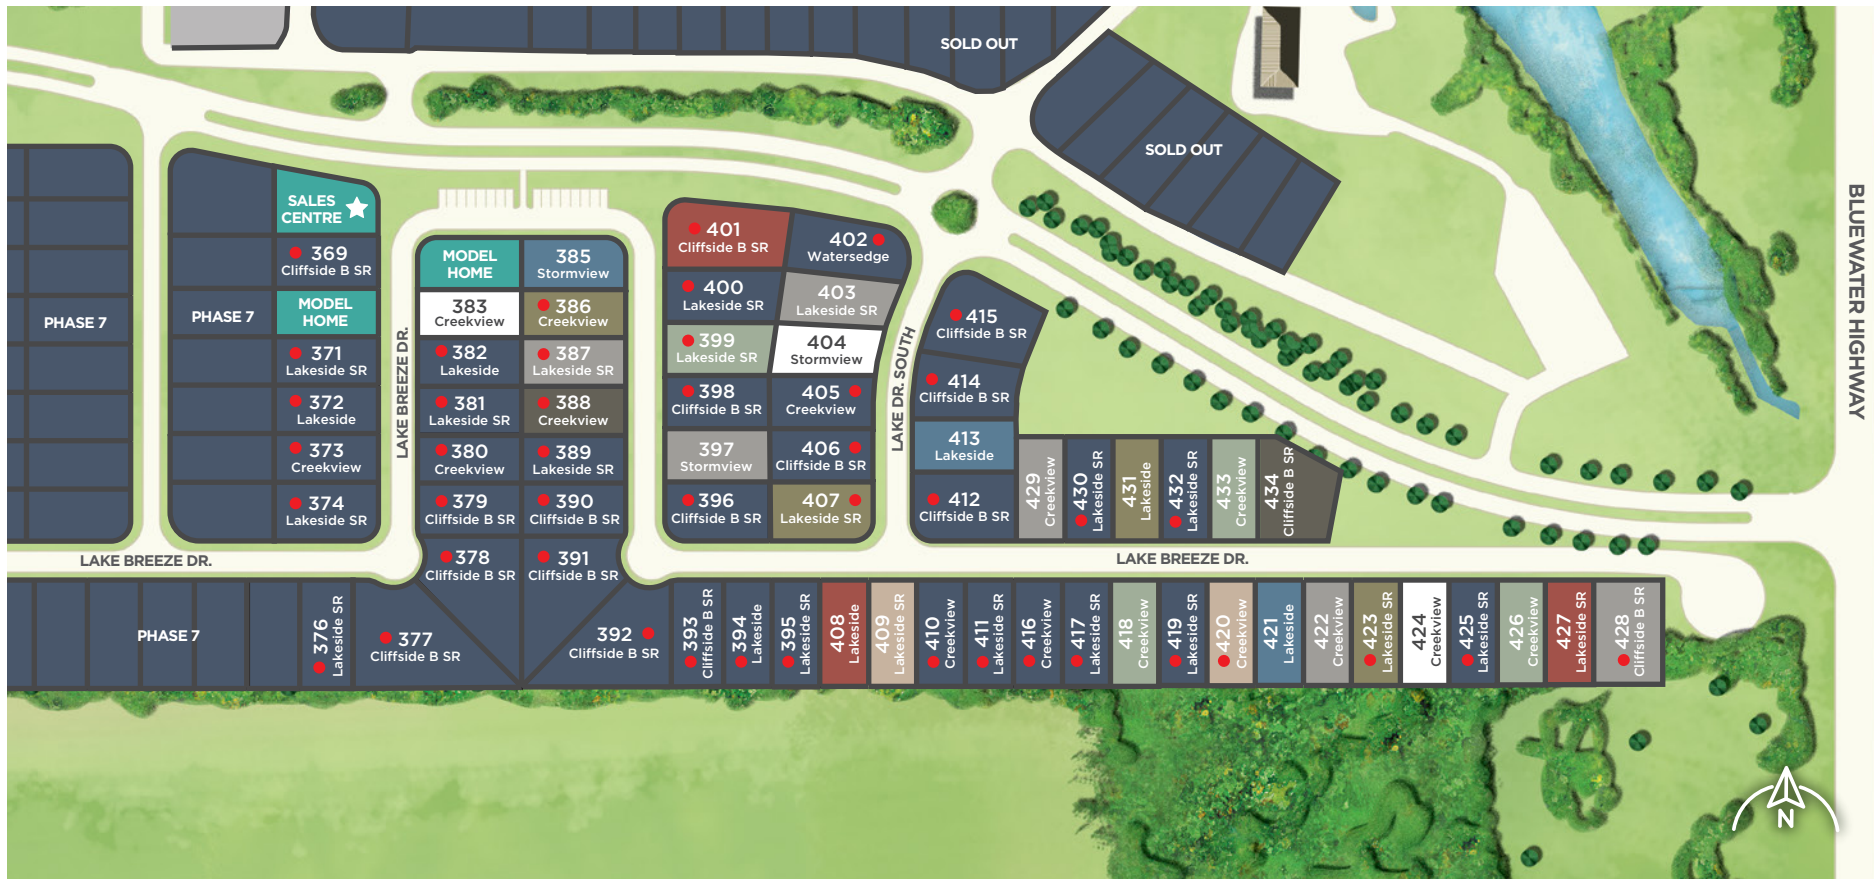 SOLD OUT
SOLD OUT
BLUEWATER HIGHWAY
SALES
CENTRE
369
Cliffside B SR
MODEL
HOME
PHASE 7
PHASE 7
371
Lakeside SR
372
Lakeside
373
Creekview
374
Lakeside SR
LAKE BREEZE DR.
MODEL
HOME
385
Stormview
383
Creekview
386
Creekview
382
Lakeside
387
Lakeside SR
381
Lakeside SR
388
Creekview
380
Creekview
389
Lakeside SR
379
Cliffside B SR
390
Cliffside B SR
378
Cliffside B SR
391
Cliffside B SR
401
Cliffside B SR
402
Watersedge
400
Lakeside SR
403
Lakeside SR
399
Lakeside SR
404
Stormview
398
Cliffside B SR
405
Creekview
397
Stormview
406
Cliffside B SR
396
Cliffside B SR
407
Lakeside SR
LAKE DR. SOUTH
415
Cliffside B SR
414
Cliffside B SR
413
Lakeside
412
Cliffside B SR
429
Creekview
430
Lakeside SR
431
Lakeside
432
Lakeside SR
433
Creekview
434
Cliffside B SR
LAKE BREEZE DR.
LAKE BREEZE DR.
PHASE 7
376
Lakeside SR
377
Cliffside B SR
392
Cliffside B SR
393
Cliffside B SR
394
Lakeside
395
Lakeside SR
408
Lakeside
409
Lakeside SR
410
Creekview
411
Lakeside SR
416
Creekview
417
Lakeside SR
418
Creekview
419
Lakeside SR
420
Creekview
421
Lakeside
422
Creekview
423
Lakeside SR
424
Creekview
425
Lakeside SR
426
Creekview
427
Lakeside SR
428
Cliffside B SR
N